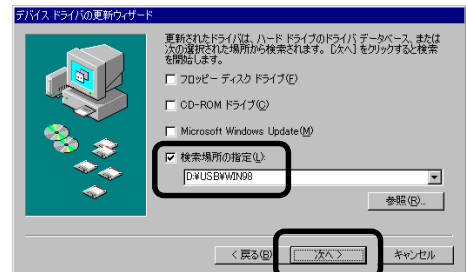 デバイス ドライバの更新ウィザード
更新されたドライバは、ハード ドライブのドライバ データベース、または
次の選択された場所から検索されます。[次へ] をクリックすると検索
を開始します。
フロッピー ディスク ドライブ(F)
CD-ROM ドライブ(C)
Microsoft Windows Update(M)
検索場所の指定(L):
D:¥USB¥WIN98
参照(R)...
< 戻る(B)
次へ >
キャンセル